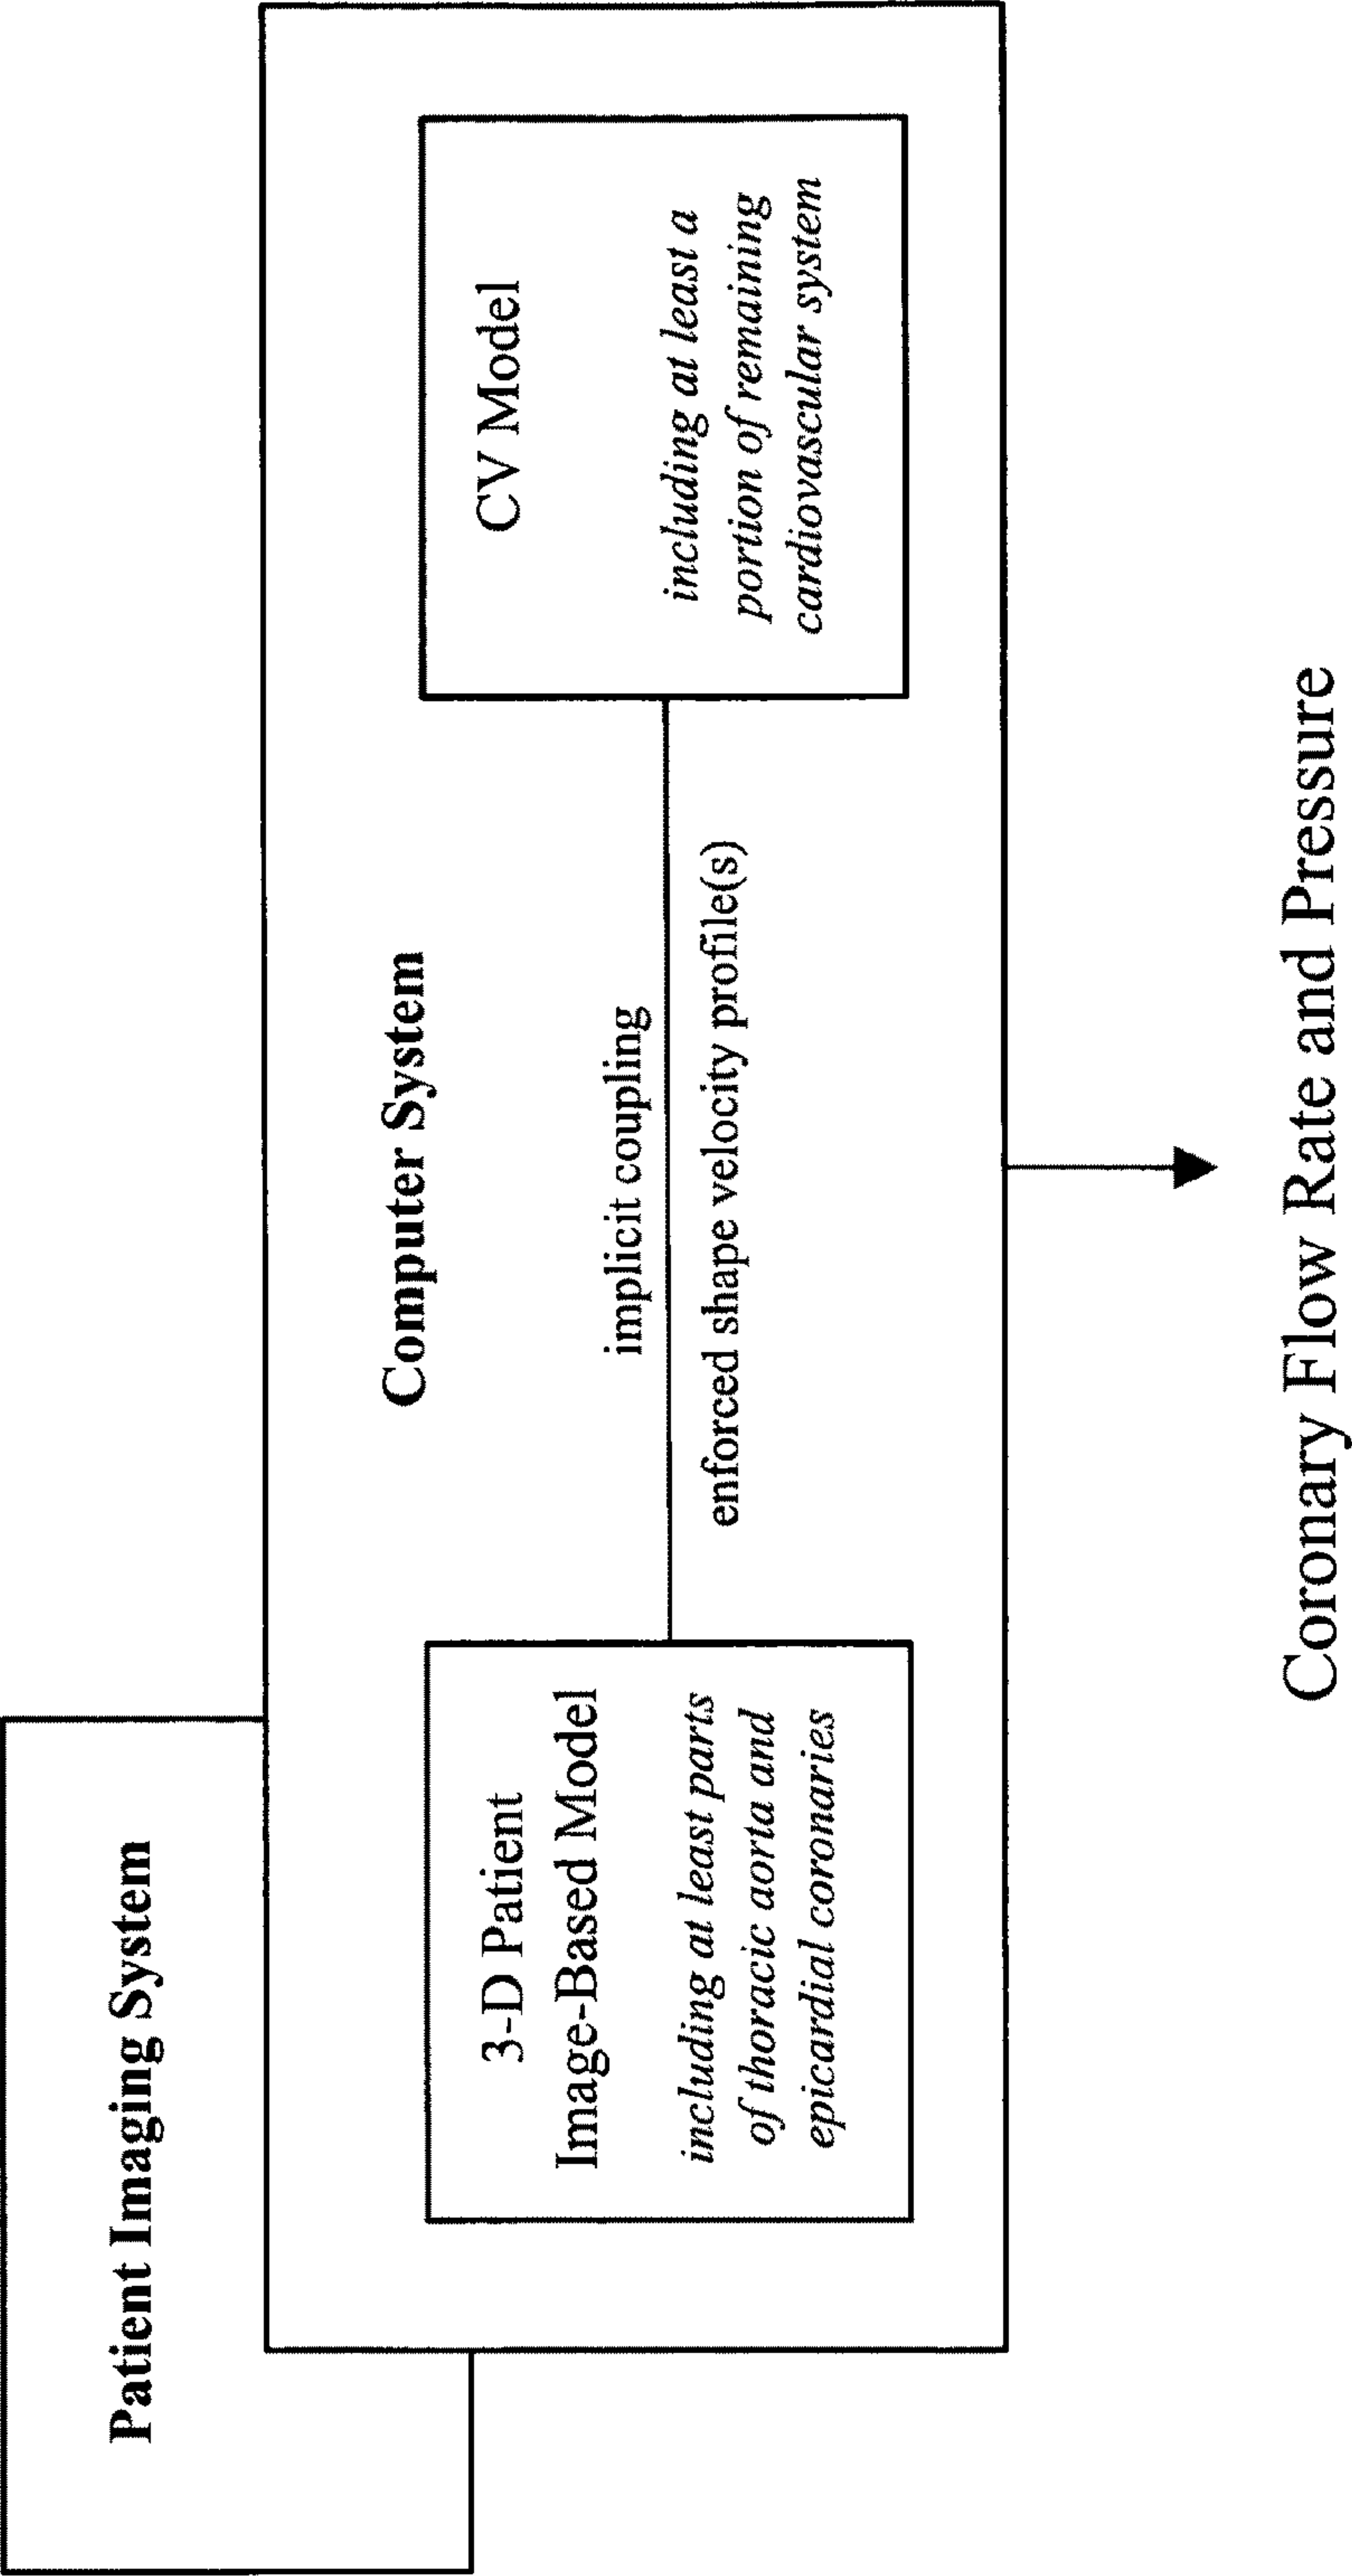 Patient Imaging System
Computer System
3-D Patient
Image-Based Model
including at least parts
of thoracic aorta and
epicardial coronaries
implicit coupling
enforced shape velocity profile(s)
CV Model
including at least a
portion of remaining
cardiovascular system
Coronary Flow Rate and Pressure